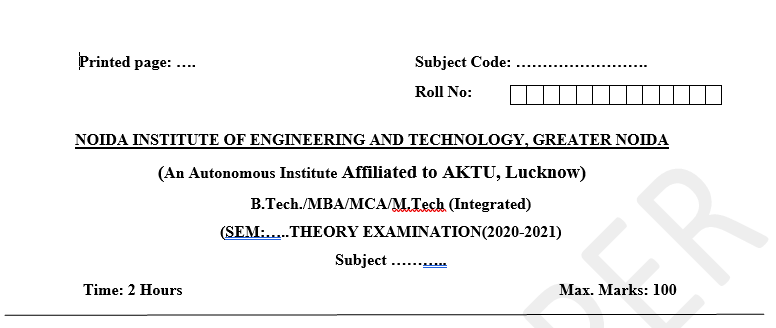 Printed page: ….
Subject Code: …………………….
Roll No:
NOIDA INSTITUTE OF ENGINEERING AND TECHNOLOGY, GREATER NOIDA
(An Autonomous Institute Affiliated to AKTU, Lucknow)
B.Tech./MBA/MCA/M.Tech (Integrated)
(SEM:…..THEORY EXAMINATION(2020-2021)
Subject ………..
Time: 2 Hours
Max. Marks: 100